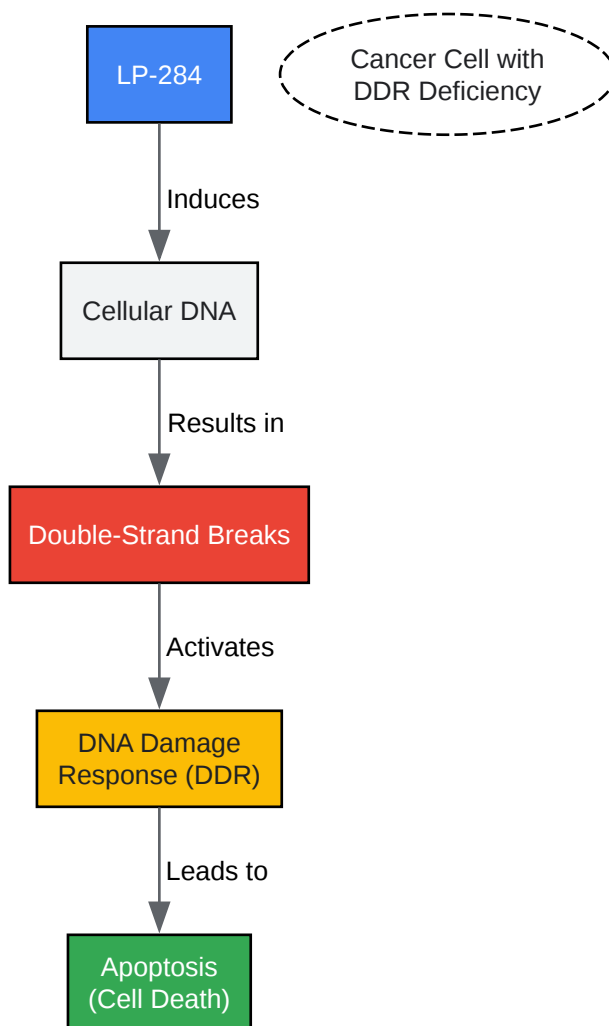 LP-284
Cancer Cell with
DDR Deficiency
Induces
Cellular DNA
Results in
Double-Strand Breaks
Activates
DNA Damage
Response (DDR)
Leads to
Apoptosis
(Cell Death)